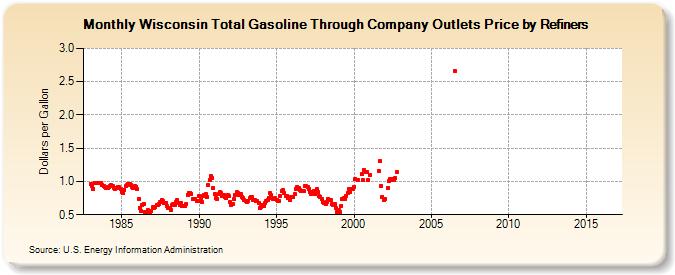 Monthly Wisconsin Total Gasoline Through Company Outlets Price by Refiners
Dollars per Gallon
3.0
2.5
2.0
1.5
1.0
0.5
1985 1990 1995 2000 2005 2010 2015
Source: U.S. Energy Information Administration